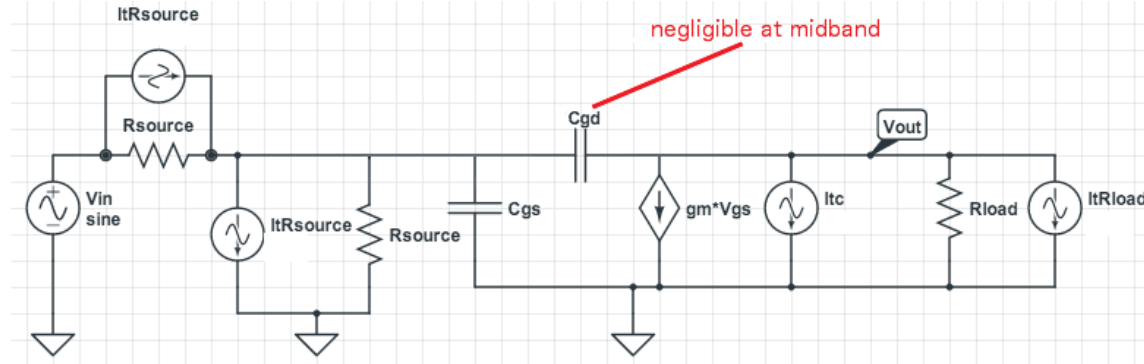 ItRsource
negligible at midband
Rsource
Cgd
Vout
Vin
sine
ItRsource
Rsource
Cgs
gm*Vgs
Itc
Rload
ItRload